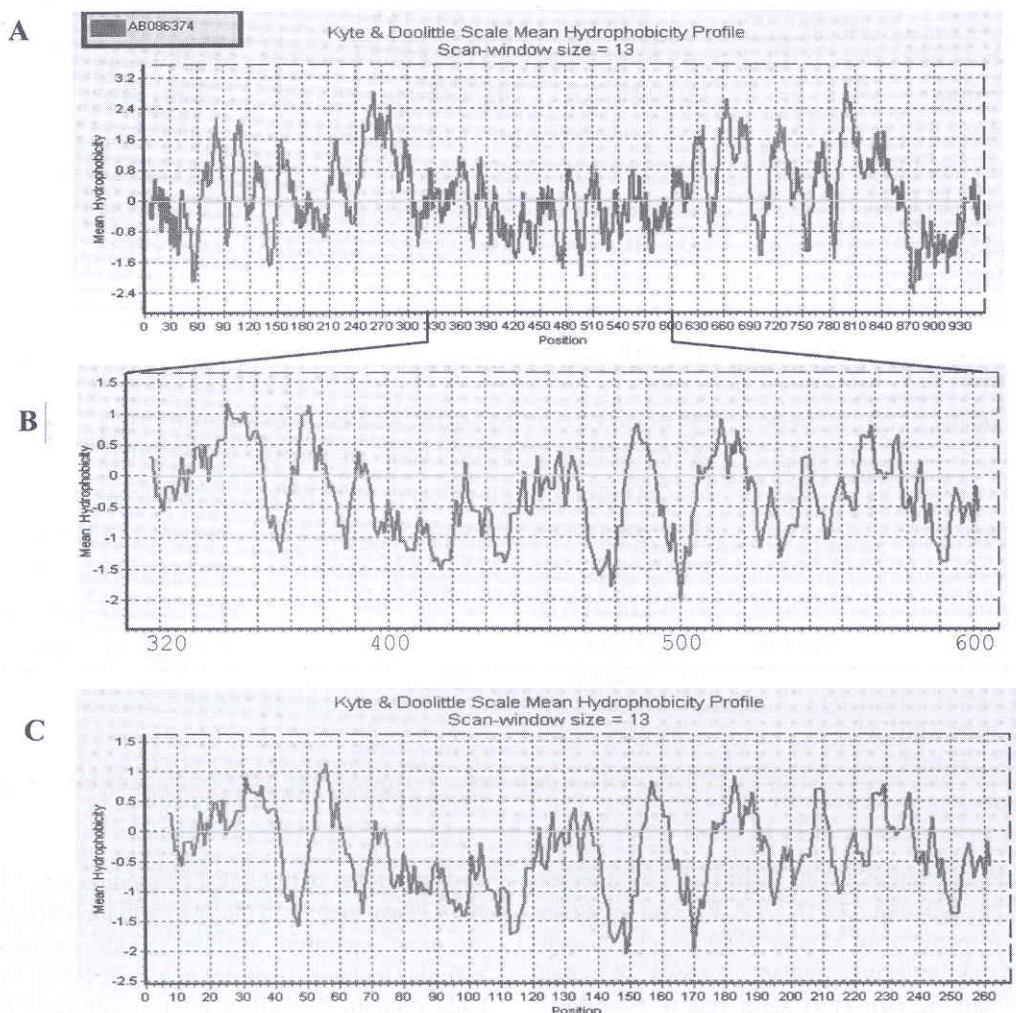 A
AB086374
Kyte & Doolittle Scale Mean Hydrophobicity Profile
Scan-window size = 13
Mean Hydrophobicity
3.2
2.4
1.6
0.8
0
-0.8
-1.6
-2.4
0 30 60 90 120 150 180 210 240 270 300 330 360 390 420 450 480 510 540 570 600 630 660 690 720 750 780 810 840 870 900 930
Position
B
Mean Hydrophobicity
1.5
1
0.5
0
-0.5
-1
-1.5
-2
320 400 500 600
C
Kyte & Doolittle Scale Mean Hydrophobicity Profile
Scan-window size = 13
Mean Hydrophobicity
1.5
1
0.5
0
-0.5
-1
-1.5
-2
-2.5
0 10 20 30 40 50 60 70 80 90 100 110 120 130 140 150 160 170 180 190 200 210 220 230 240 250 260
Position